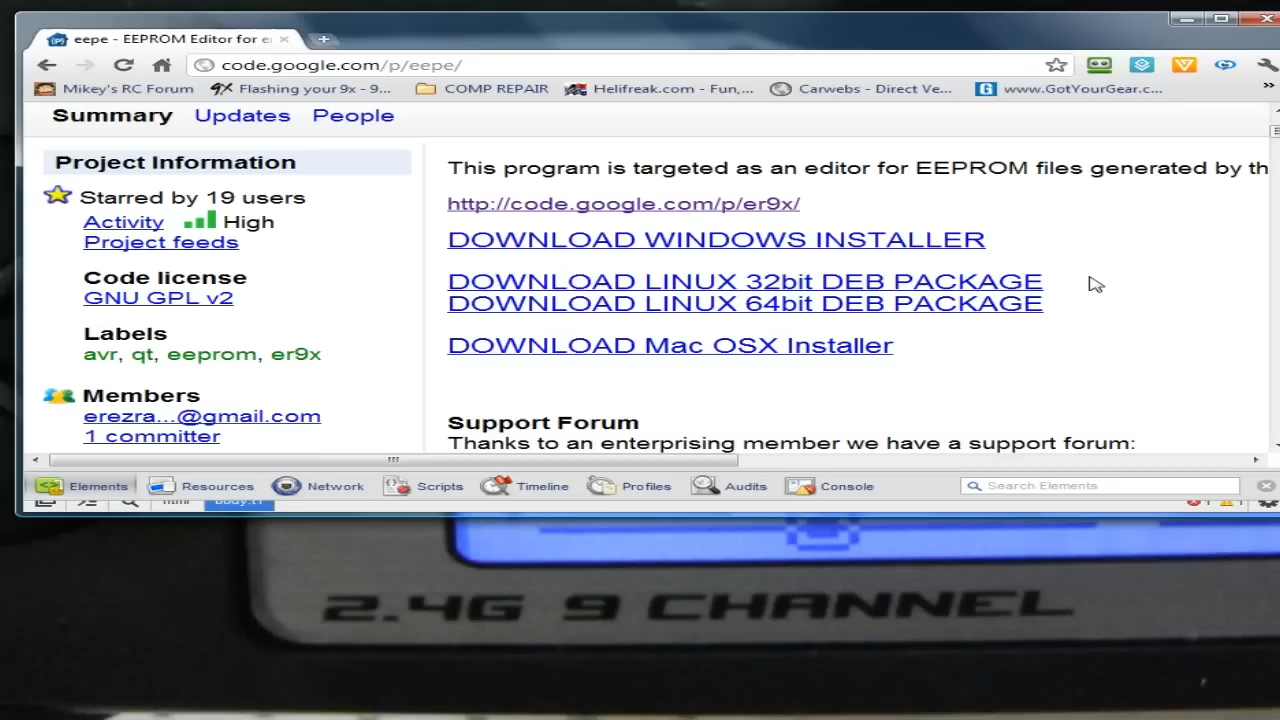 eepe - EEPROM Editor for e
code.google.com/p/eepe/
Mikey's RC Forum Flashing your 9x - 9... COMP REPAIR Helifreak.com - Fun,... Carwebs - Direct Ve... www.GotYourGear.c... »
Summary Updates People
Project Information
Starred by 19 users
Activity High
Project feeds
Code license
GNU GPL v2
Labels
avr, qt, eeprom, er9x
Members
erezra...@gmail.com
1 committer
This program is targeted as an editor for EEPROM files generated by th
http://code.google.com/p/er9x/
DOWNLOAD WINDOWS INSTALLER
DOWNLOAD LINUX 32bit DEB PACKAGE
DOWNLOAD LINUX 64bit DEB PACKAGE
DOWNLOAD Mac OSX Installer
Support Forum
Thanks to an enterprising member we have a support forum:
Elements Resources Network Scripts Timeline Profiles Audits Console Search Elements
2.4G 9 CHANNEL